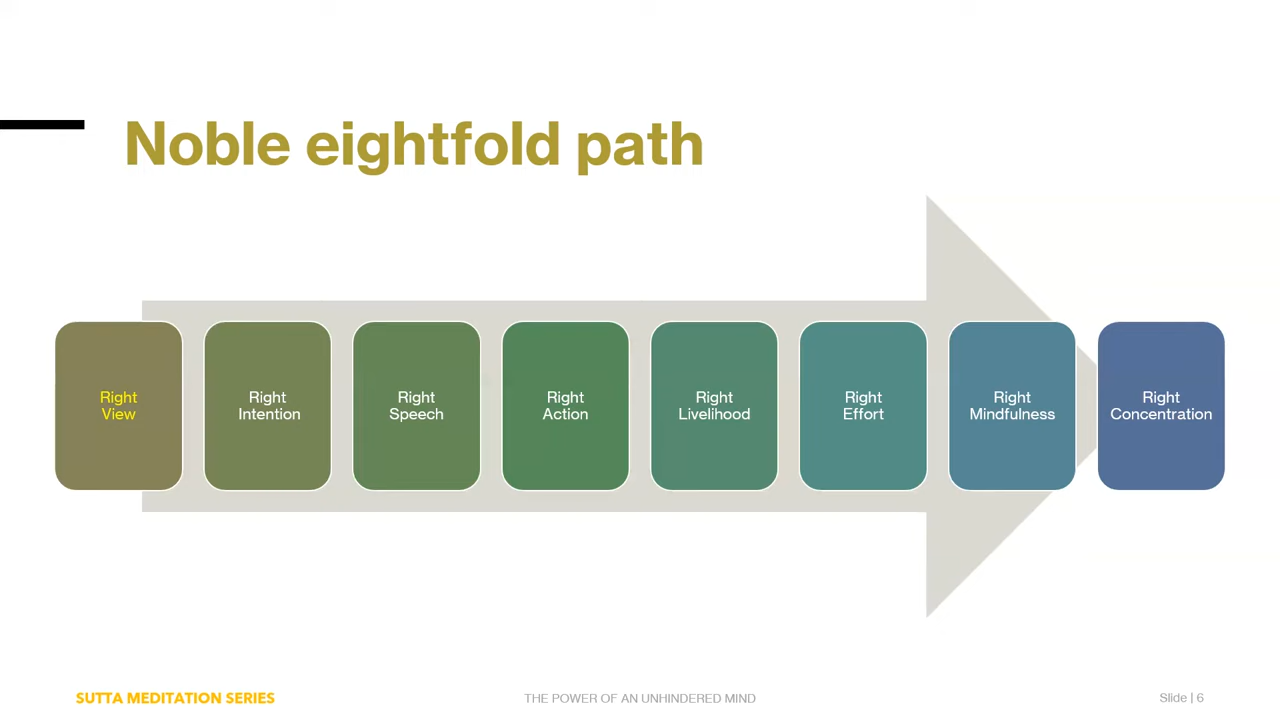 Noble eightfold path
Right
View
Right
Intention
Right
Speech
Right
Action
Right
Livelihood
Right
Effort
Right
Mindfulness
Right
Concentration
SUTTA MEDITATION SERIES
THE POWER OF AN UNHINDERED MIND
Slide | 6